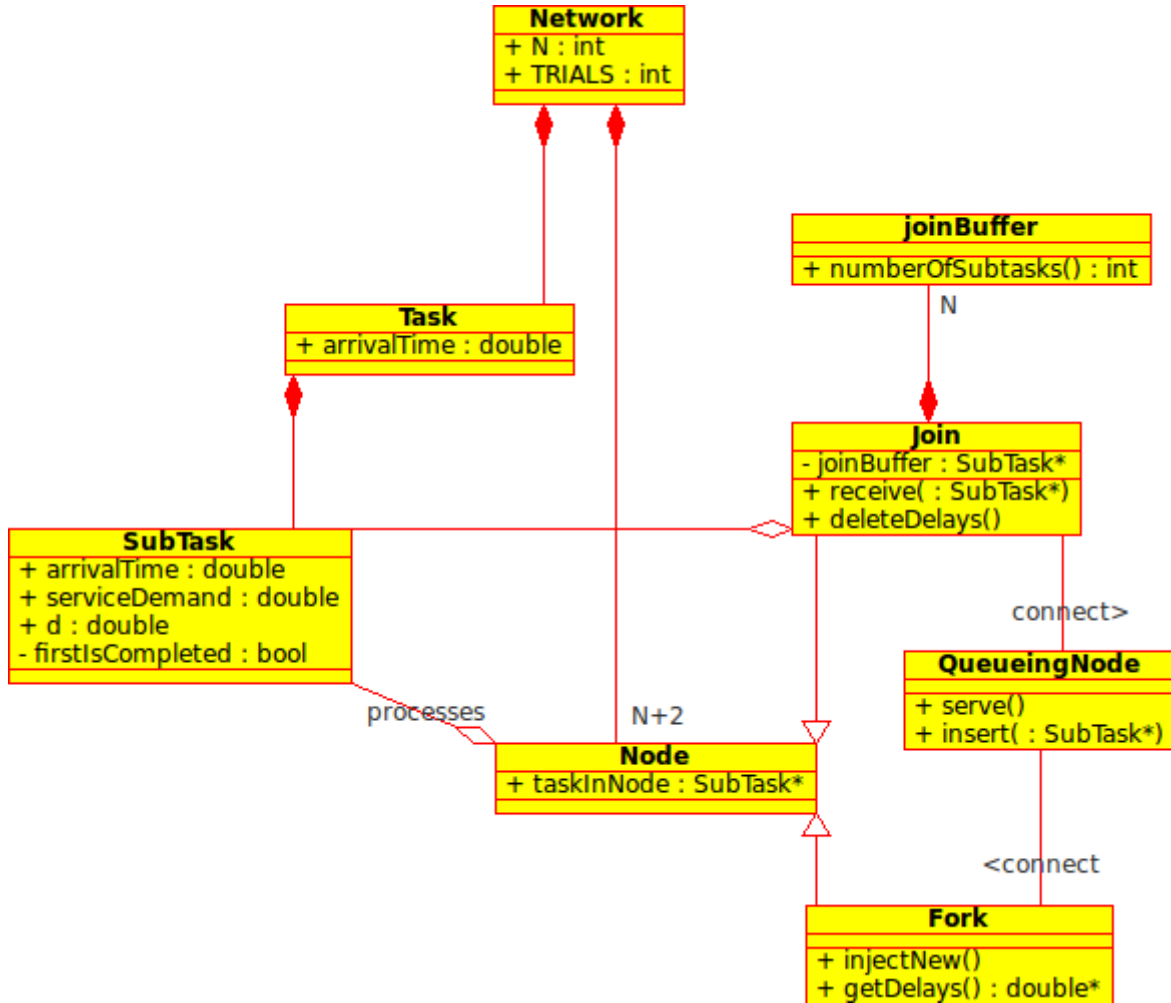 Network
+ N : int
+ TRIALS : int
joinBuffer
+ numberOfSubtasks() : int
N
Task
+ arrivalTime : double
Join
- joinBuffer : SubTask*
+ receive( : SubTask*)
+ deleteDelays()
SubTask
+ arrivalTime : double
+ serviceDemand : double
+ d : double
- firstIsCompleted : bool
connect>
QueueingNode
+ serve()
+ insert( : SubTask*)
processes
N+2
Node
+ taskInNode : SubTask*
<connect
Fork
+ injectNew()
+ getDelays() : double*